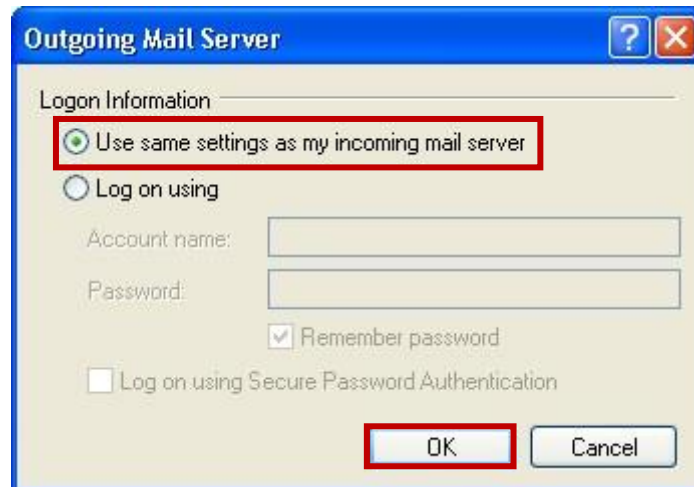 Outgoing Mail Server
?
Logon Information
Use same settings as my incoming mail server
Log on using
Account name:
Password:
Remember password
Log on using Secure Password Authentication
OK Cancel